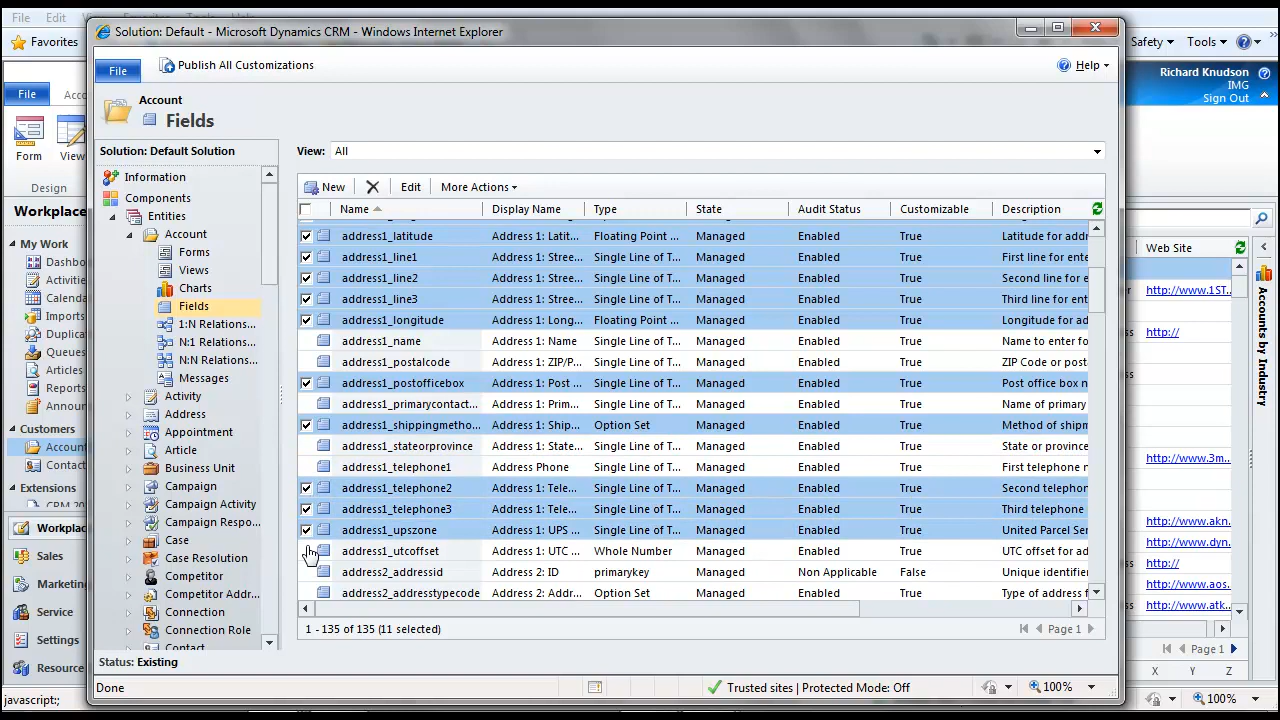 File Edit
Solution: Default - Microsoft Dynamics CRM - Windows Internet Explorer
Favorites
Safety Tools
File
Publish All Customizations
Help
Richard Knudson
IMG
Sign Out
File
Form
View
Design
Account
Fields
Solution: Default Solution
Information
Components
Entities
Account
Forms
Views
Charts
Fields
1:N Relations...
N:1 Relations...
N:N Relations...
Messages
Activity
Address
Appointment
Article
Business Unit
Campaign
Campaign Activity
Campaign Respo...
Case
Case Resolution
Competitor
Competitor Addr...
Connection
Connection Role
Contact
View: All
New Edit More Actions
Name Display Name Type State Audit Status Customizable Description
address1_latitude Address 1: Latit... Floating Point ... Managed Enabled True Latitude for addr
address1_line1 Address 1: Stree... Single Line of T... Managed Enabled True First line for ente
address1_line2 Address 1: Stree... Single Line of T... Managed Enabled True Second line for e
address1_line3 Address 1: Stree... Single Line of T... Managed Enabled True Third line for ent
address1_longitude Address 1: Long... Floating Point ... Managed Enabled True Longitude for ad
address1_name Address 1: Name Single Line of T... Managed Enabled True Name to enter fo
address1_postalcode Address 1: ZIP/P... Single Line of T... Managed Enabled True ZIP Code or post
address1_postofficebox Address 1: Post ... Single Line of T... Managed Enabled True Post office box n
address1_primarycontact... Address 1: Prim... Single Line of T... Managed Enabled True Name of primary
address1_shippingmetho... Address 1: Ship... Option Set Managed Enabled True Method of shipm
address1_stateorprovince Address 1: State... Single Line of T... Managed Enabled True State or province
address1_telephone1 Address Phone Single Line of T... Managed Enabled True First telephone n
address1_telephone2 Address 1: Tele... Single Line of T... Managed Enabled True Second telephon
address1_telephone3 Address 1: Tele... Single Line of T... Managed Enabled True Third telephone
address1_upszone Address 1: UPS ... Single Line of T... Managed Enabled True United Parcel Ser
address1_utcoffset Address 1: UTC ... Whole Number Managed Enabled True UTC offset for ad
address2_address Address 2: ID primarykey Managed Non Applicable False Unique identifier
address2_addresstypecode Address 2: Addr... Option Set Managed Enabled True Type of address f
1 - 135 of 135 (11 selected)
Page 1
Status: Existing
Done
Trusted sites | Protected Mode: Off
100%
Workplace
My Work
Dashbo
Activitie
Calenda
Imports
Duplica
Queues
Articles
Reports
Announ
Customers
Accoun
Contact
Extensions
CRM 20
Workplac
Sales
Marketing
Service
Settings
Resource
javascript:;
Web Site
http://www.1ST
http://
http://www.3m
http://www.akn
http://www.dyn
http://
http://www.aos
http://www.atk
Accounts by Industry
Page 1
X Y Z
100%